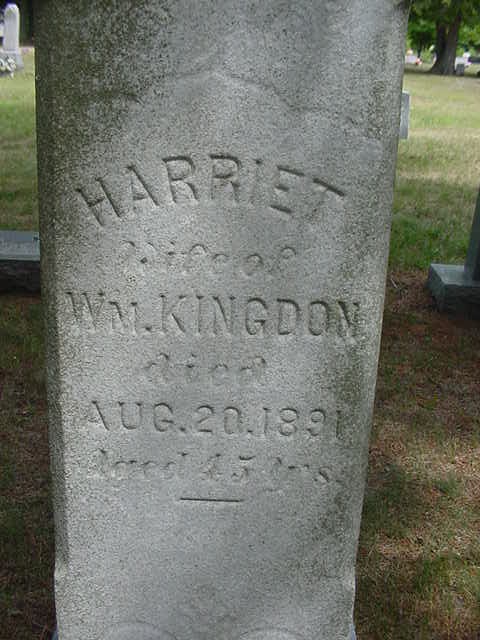 HARRIET
Wife of
WM. KINGDON
died
AUG. 20. 1891
Aged 45 yrs.